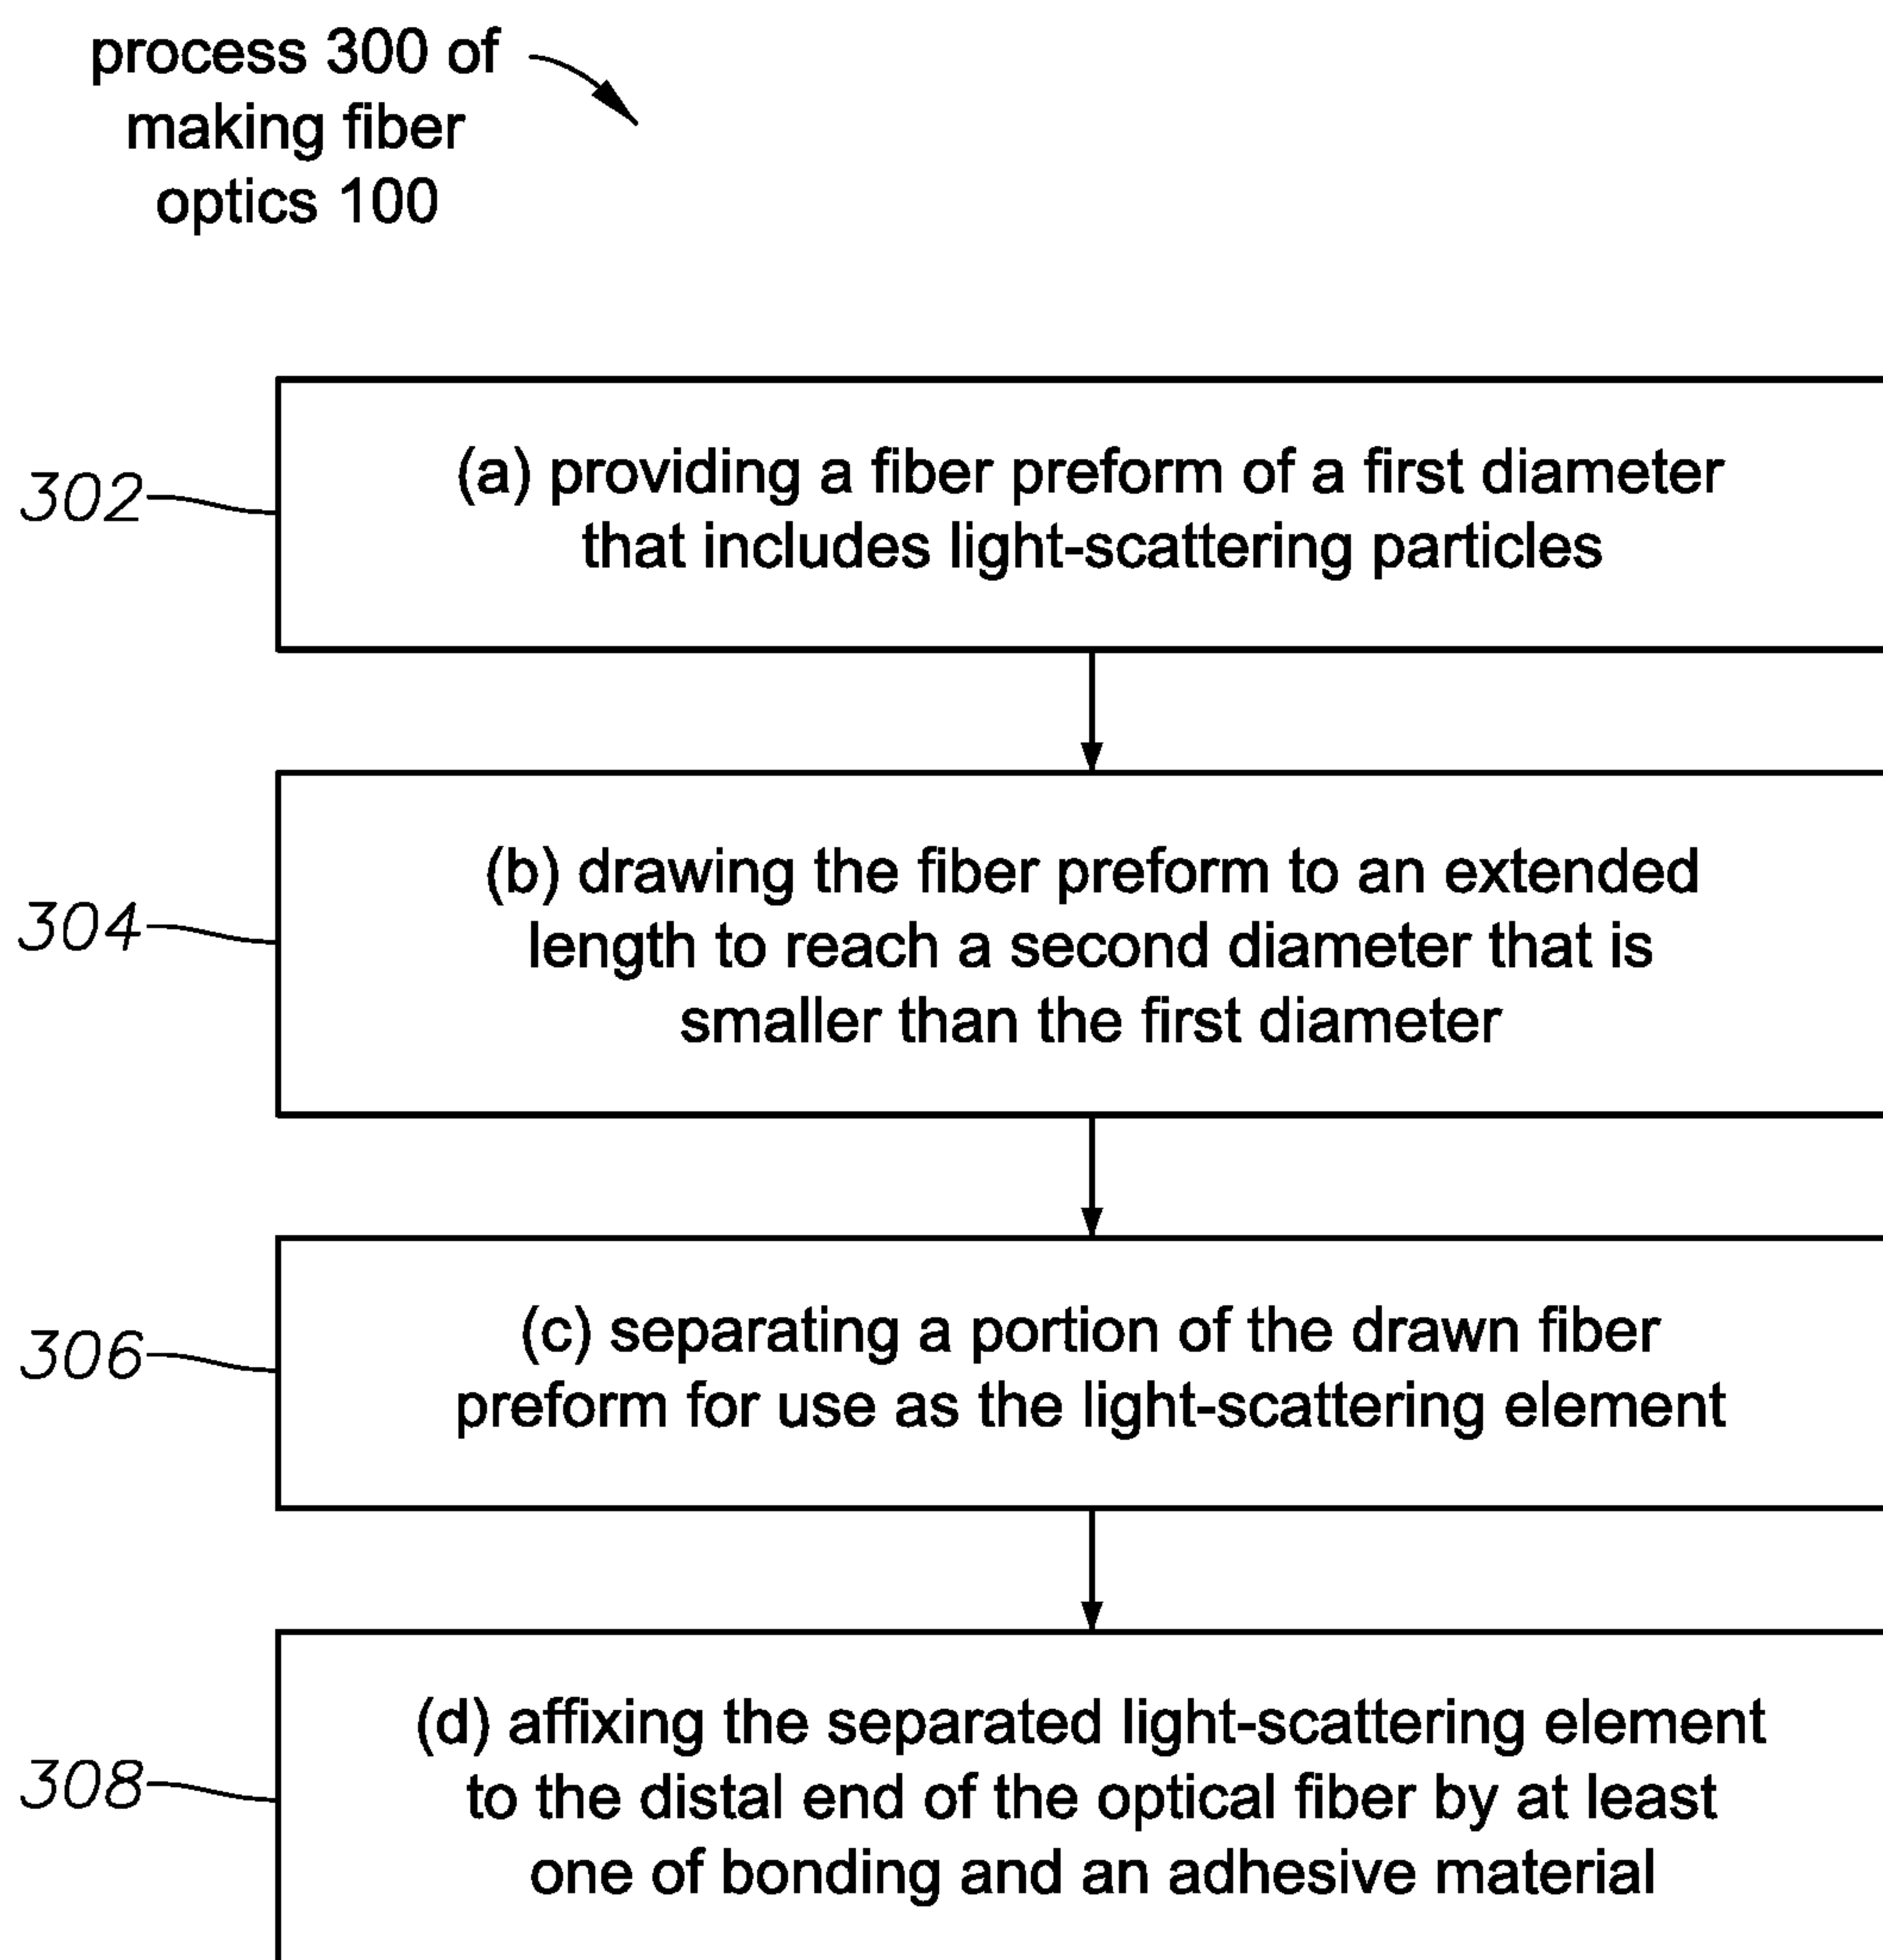 process 300 of
making fiber
optics 100
302
(a) providing a fiber preform of a first diameter
that includes light-scattering particles
304
(b) drawing the fiber preform to an extended
length to reach a second diameter that is
smaller than the first diameter
306
(c) separating a portion of the drawn fiber
preform for use as the light-scattering element
308
(d) affixing the separated light-scattering element
to the distal end of the optical fiber by at least
one of bonding and an adhesive material